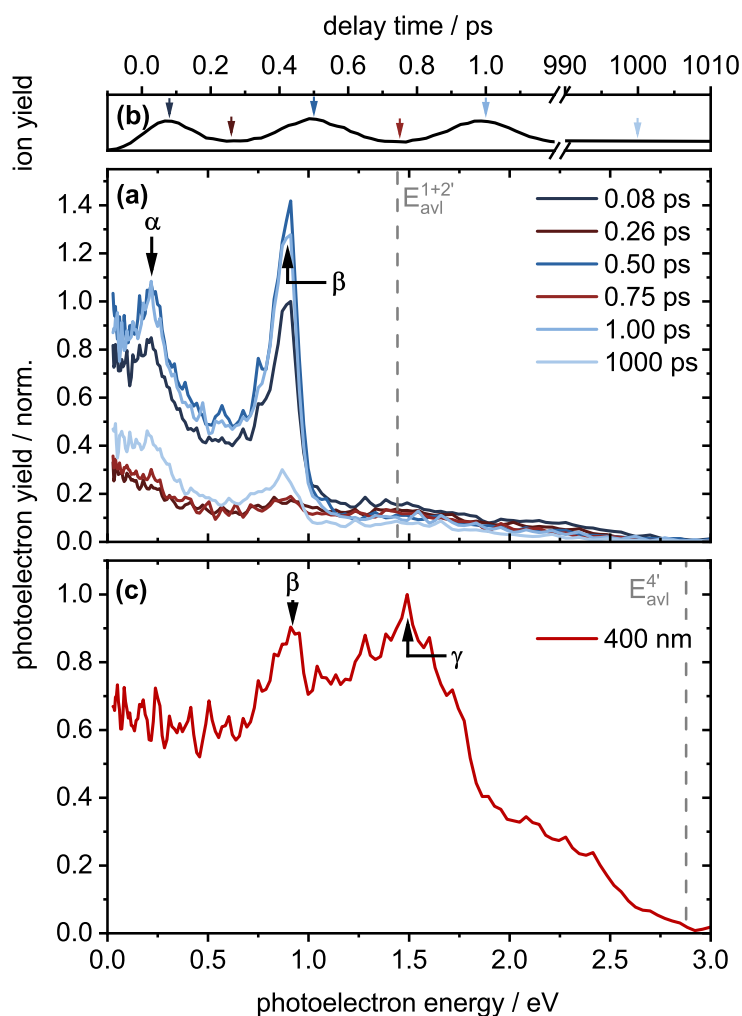 delay time / ps
0.0 0.2 0.4 0.6 0.8 1.0 990 1000 1010
ion yield
(b)
(a)
E_avl^1+2'
α
β
0.08 ps
0.26 ps
0.50 ps
0.75 ps
1.00 ps
1000 ps
1.4
1.2
1.0
0.8
0.6
0.4
0.2
0.0
photoelectron yield / norm.
(c)
β
γ
E_avl^4'
400 nm
1.0
0.8
0.6
0.4
0.2
0.0
0.0 0.5 1.0 1.5 2.0 2.5 3.0
photoelectron energy / eV